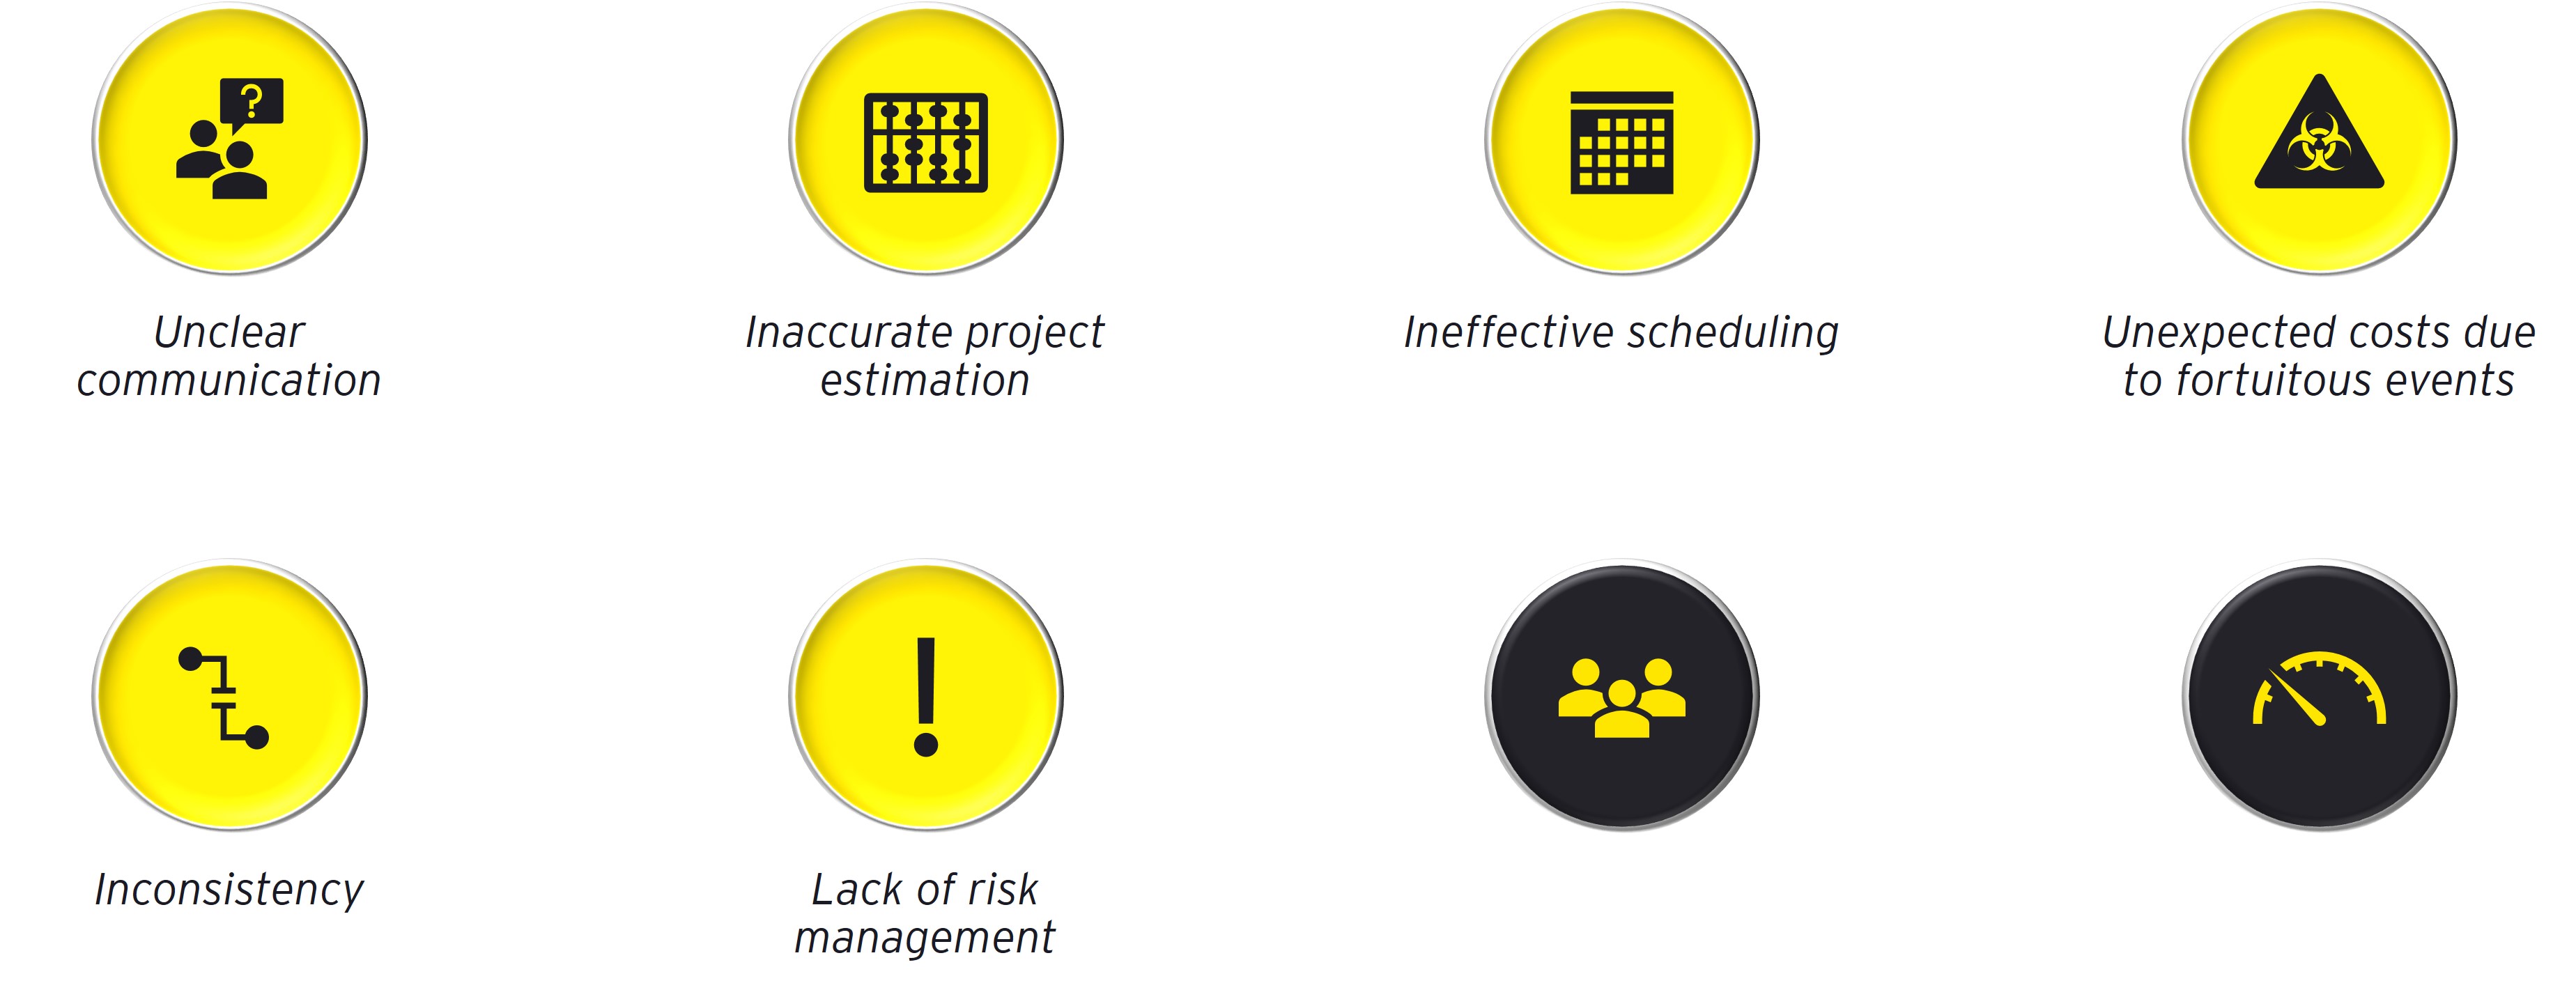 ?
Unclear
communication
Inaccurate project
estimation
Ineffective scheduling
Unexpected costs due
to fortuitous events
Inconsistency
!
Lack of risk
management